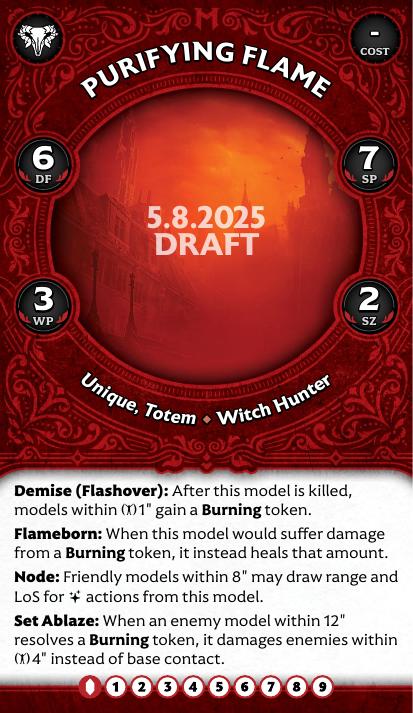 -
COST
PURIFYING FLAME
6
DF
7
SP
5.8.2025
DRAFT
3
WP
2
SZ
Unique, Totem ◆ Witch Hunter
Demise (Flashover): After this model is killed,
models within 1" gain a Burning token.
Flameborn: When this model would suffer damage
from a Burning token, it instead heals that amount.
Node: Friendly models within 8" may draw range and
LoS for actions from this model.
Set Ablaze: When an enemy model within 12"
resolves a Burning token, it damages enemies within
4" instead of base contact.
1 2 3 4 5 6 7 8 9